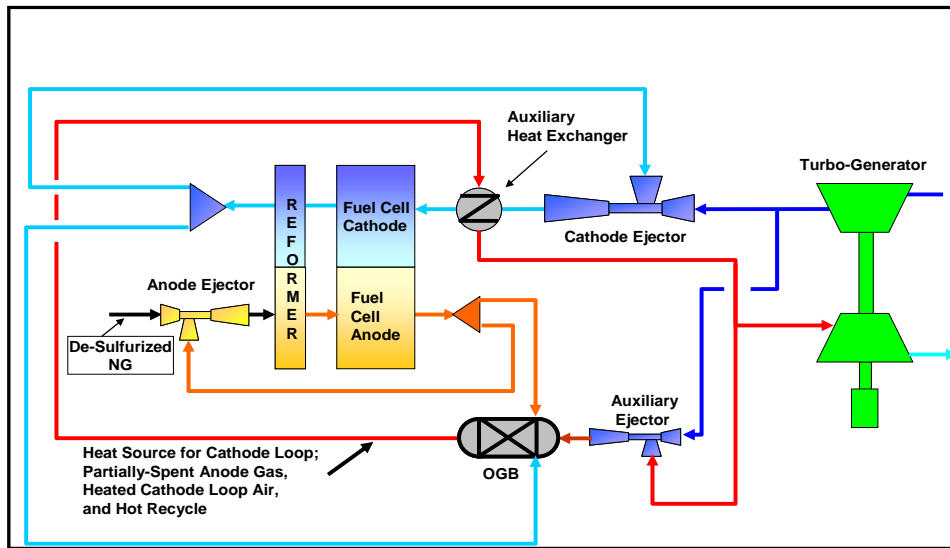 Auxiliary
Heat Exchanger
Turbo-Generator
REFORMER
Fuel Cell
Cathode
Cathode Ejector
Anode Ejector
Fuel
Cell
Anode
De-Sulfurized
NG
Auxiliary
Ejector
Heat Source for Cathode Loop;
Partially-Spent Anode Gas,
Heated Cathode Loop Air,
and Hot Recycle
OGB